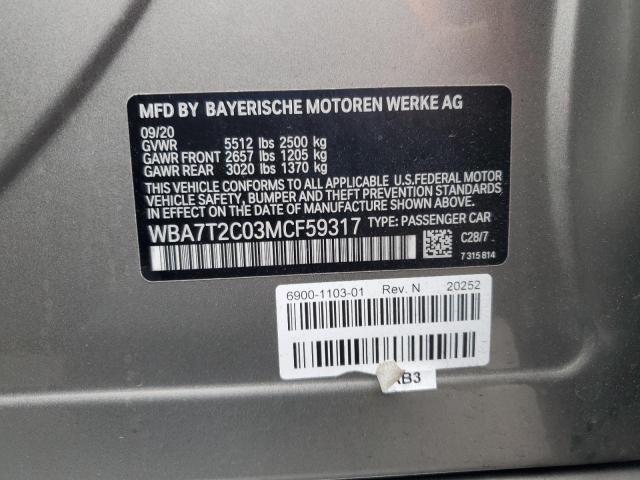 MFD BY BAYERISCHE MOTOREN WERKE AG
09/20
GVWR 5512 lbs 2500 kg
GAWR FRONT 2657 lbs 1205 kg
GAWR REAR 3020 lbs 1370 kg
THIS VEHICLE CONFORMS TO ALL APPLICABLE U.S.FEDERAL MOTOR
VEHICLE SAFETY, BUMPER, AND THEFT PREVENTION STANDARDS
IN EFFECT ON THE DATE OF MANUFACTURE SHOWN ABOVE.
WBA7T2C03MCF59317 TYPE: PASSENGER CAR
C28/7
7 315 814
6900-1103-01 Rev. N 20252
B3